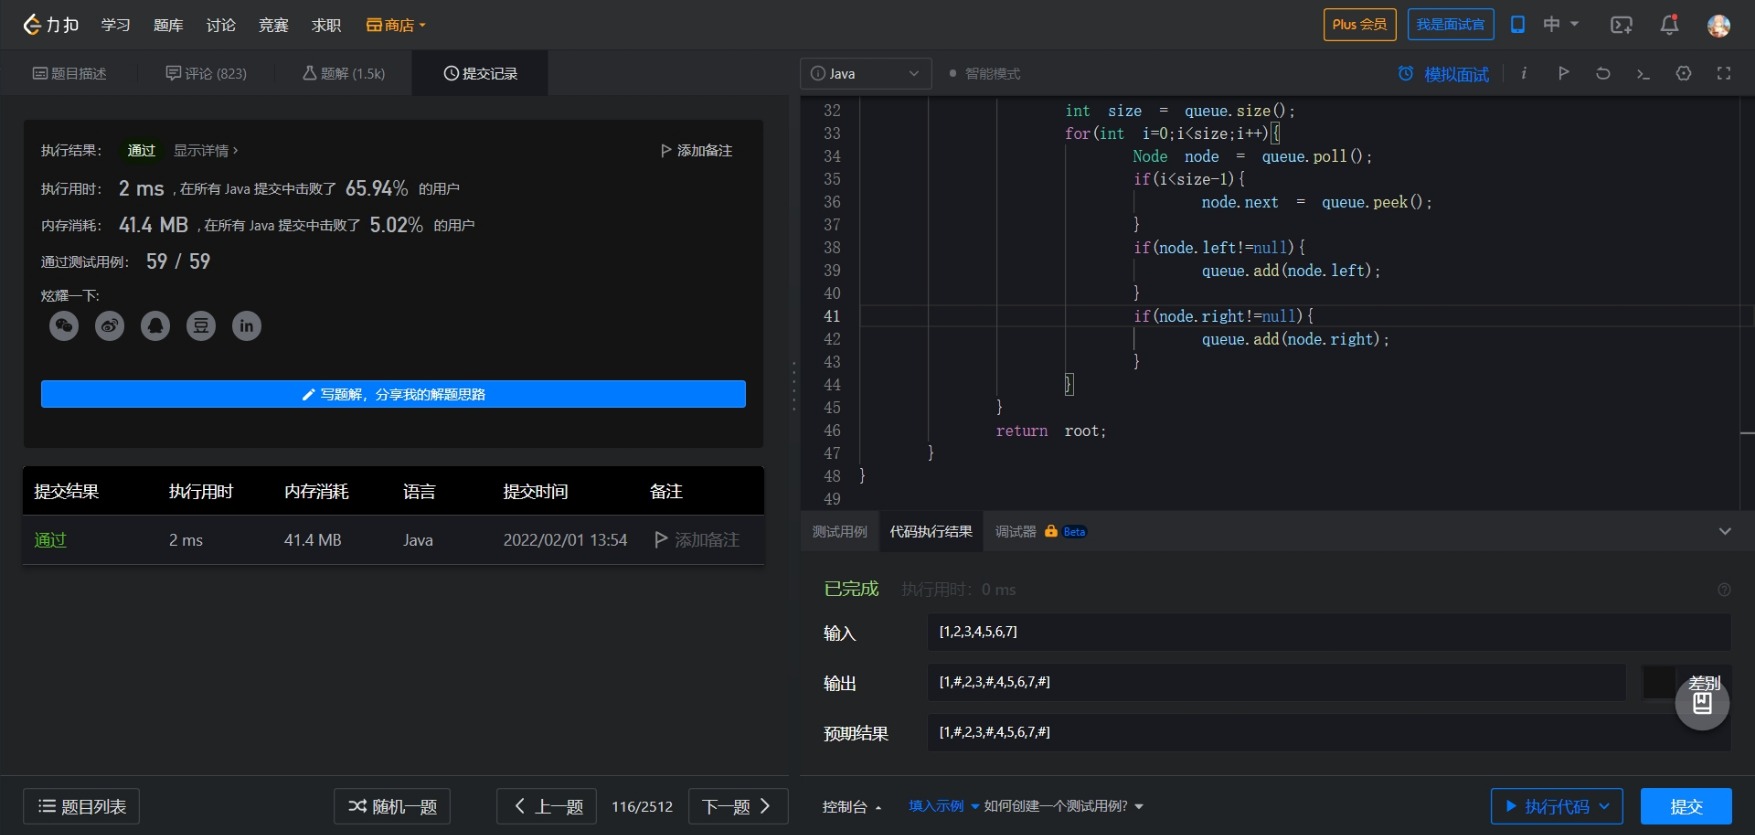 力扣 学习 题库 讨论 竞赛 求职 商店 Plus 会员 我是面试官 中
题目描述 评论 (823) 题解 (1.5k) 提交记录
执行结果： 通过 显示详情 › 添加备注
执行用时： 2 ms , 在所有 Java 提交中击败了 65.94% 的用户
内存消耗： 41.4 MB , 在所有 Java 提交中击败了 5.02% 的用户
通过测试用例： 59 / 59
炫耀一下:
豆 in
写题解，分享我的解题思路
提交结果 执行用时 内存消耗 语言 提交时间 备注
通过 2 ms 41.4 MB Java 2022/02/01 13:54 添加备注
题目列表 随机一题 上一题 116/2512 下一题
Java 智能模式 模拟面试 i
32 int size = queue.size();
33 for(int i=0;i<size;i++){
34 Node node = queue.poll();
35 if(i<size-1){
36 node.next = queue.peek();
37 }
38 if(node.left!=null){
39 queue.add(node.left);
40 }
41 if(node.right!=null){
42 queue.add(node.right);
43 }
44 }
45 }
46 return root;
47 }
48 }
49
测试用例 代码执行结果 调试器 Beta
已完成 执行用时：0 ms
输入 [1,2,3,4,5,6,7]
输出 [1,#,2,3,#,4,5,6,7,#] 差别
预期结果 [1,#,2,3,#,4,5,6,7,#]
控制台 填入示例 如何创建一个测试用例? 执行代码 提交